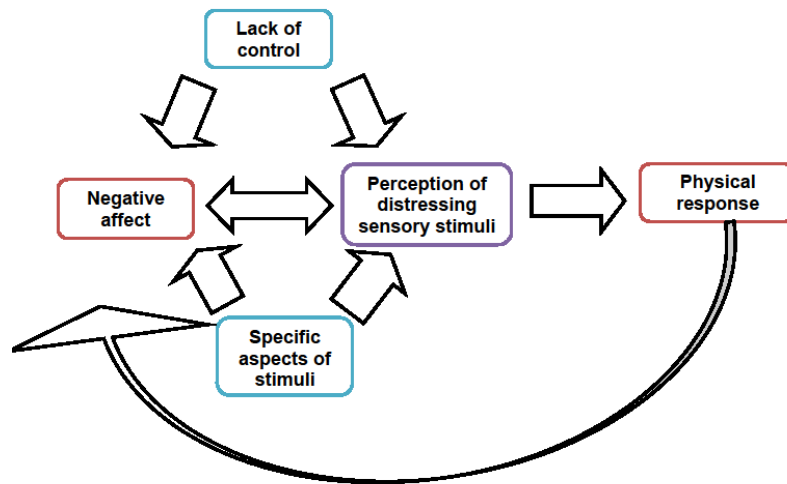 Lack of
control
Negative
affect
Perception of
distressing
sensory stimuli
Physical
response
Specific
aspects of
stimuli